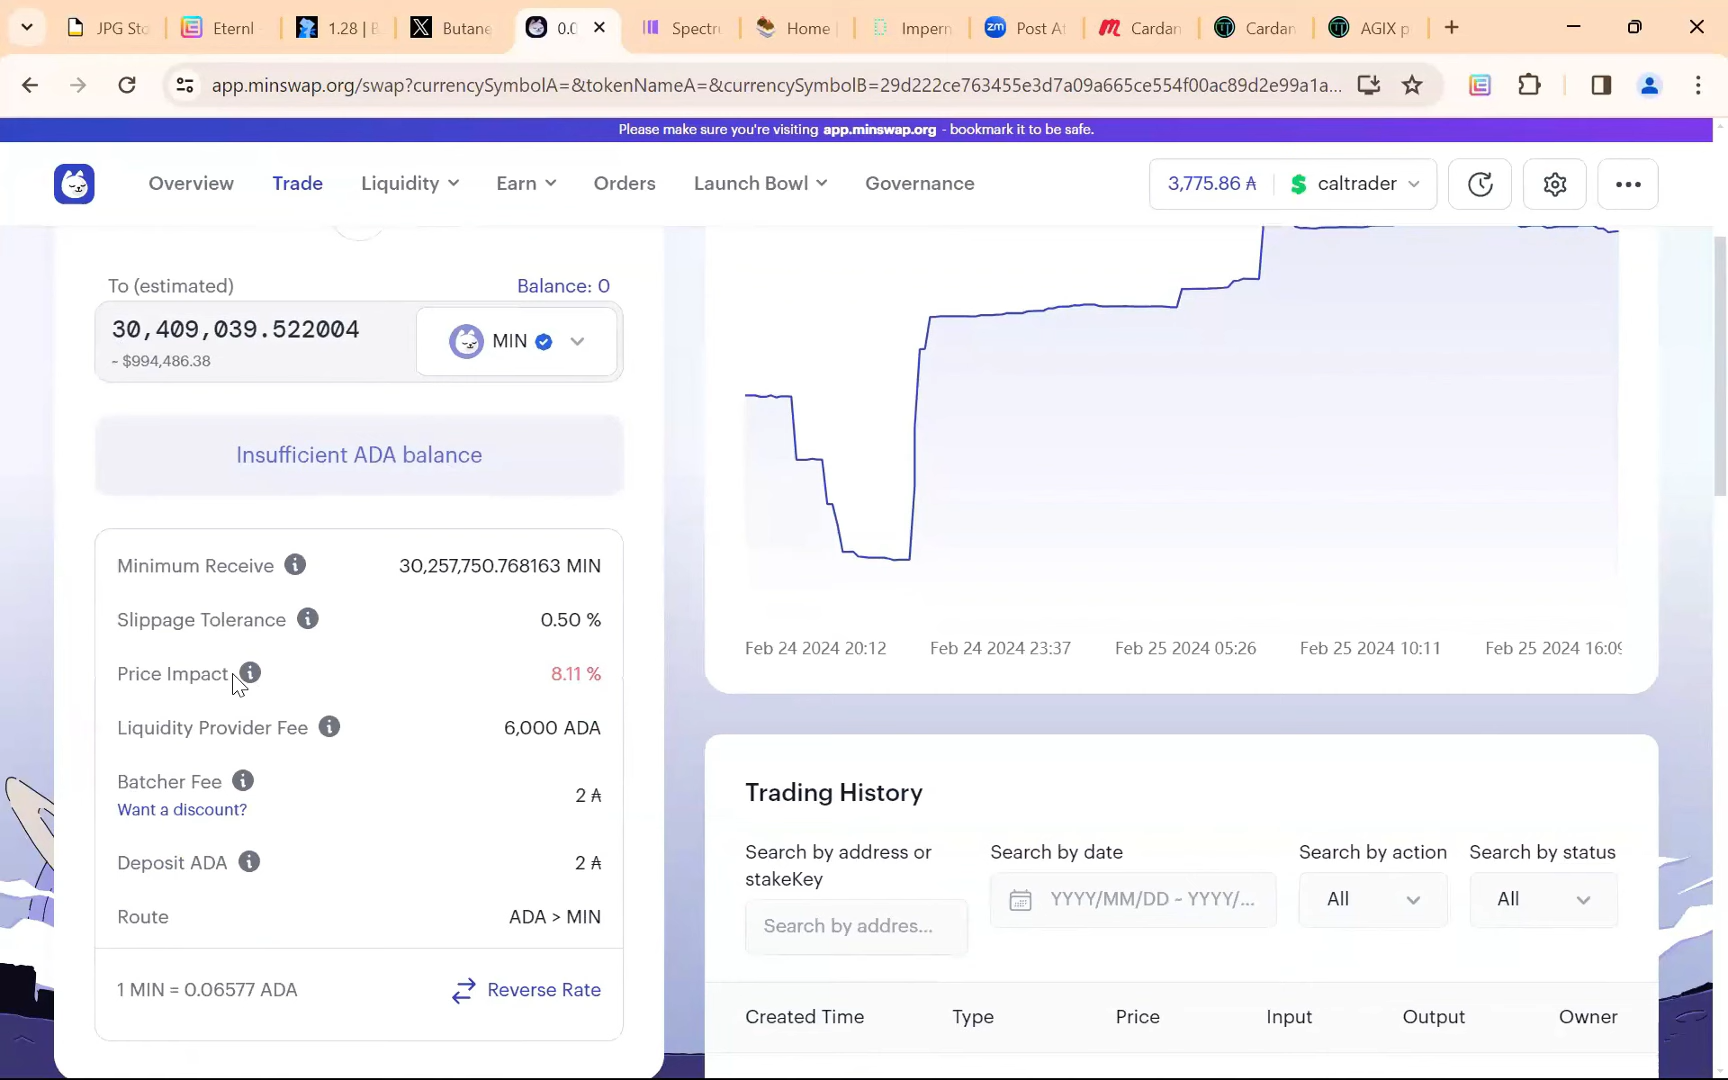 JPG Sto
Eternl
1.28 | B
Butane
0.0
Spectru
Home
Impern
Post Af
Cardan
Cardan
AGIX p
app.minswap.org/swap?currencySymbolA=&tokenNameA=&currencySymbolB=29d222ce763455e3d7a09a665ce554f00ac89d2e99a1a...
Please make sure you're visiting app.minswap.org - bookmark it to be safe.
Overview
Trade
Liquidity
Earn
Orders
Launch Bowl
Governance
3,775.86 ₳
caltrader
To (estimated)
Balance: 0
30,409,039.522004
MIN
~ $994,486.38
Insufficient ADA balance
Minimum Receive
30,257,750.768163 MIN
Slippage Tolerance
0.50 %
Price Impact
8.11 %
Liquidity Provider Fee
6,000 ADA
Batcher Fee
Want a discount?
2 ₳
Deposit ADA
2 ₳
Route
ADA > MIN
1 MIN = 0.06577 ADA
Reverse Rate
Feb 24 2024 20:12
Feb 24 2024 23:37
Feb 25 2024 05:26
Feb 25 2024 10:11
Feb 25 2024 16:09
Trading History
Search by address or
stakeKey
Search by date
Search by action
Search by status
Search by addres...
YYYY/MM/DD ~ YYYY/...
All
All
Created Time
Type
Price
Input
Output
Owner